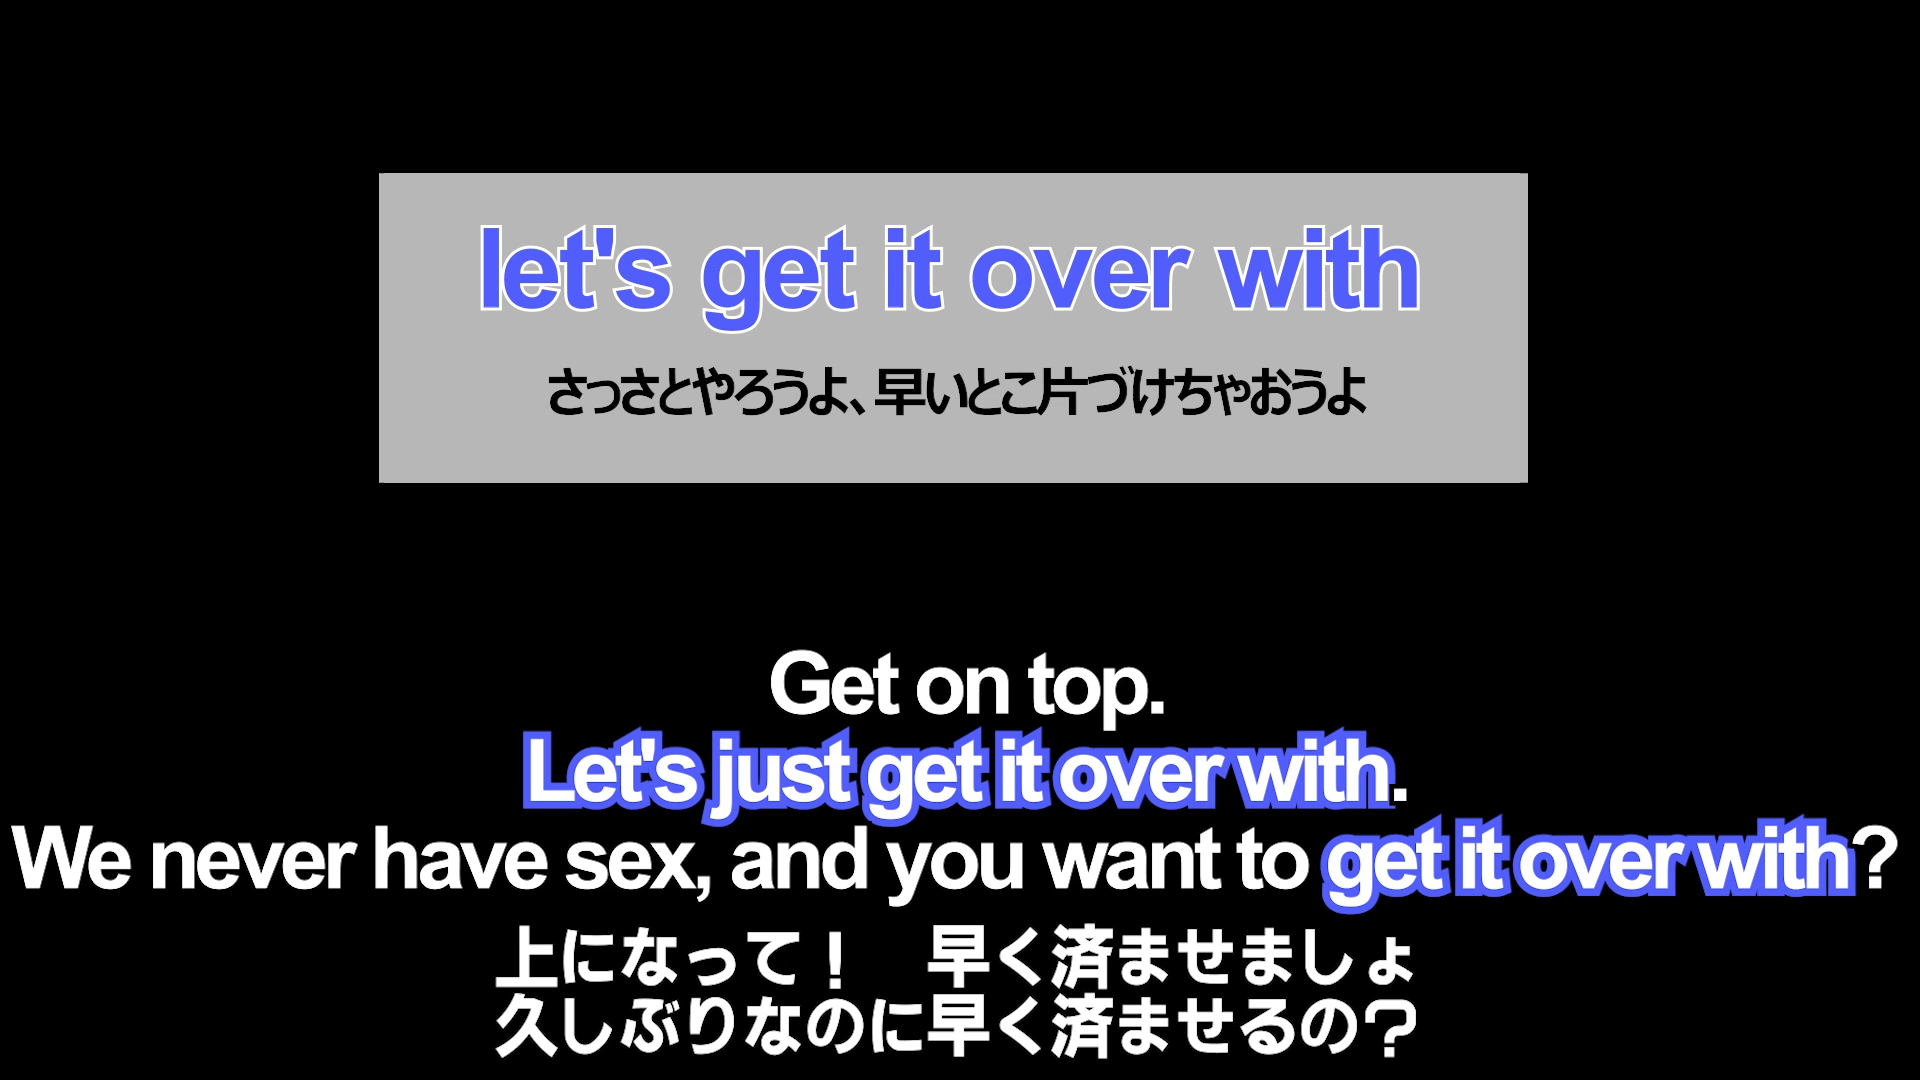 let's get it over with
さっさとやろうよ、早いとこ片づけちゃおうよ
Get on top.
Let's just get it over with.
We never have sex, and you want to get it over with?
上になって！　早く済ませましょ
久しぶりなのに早く済ませるの？